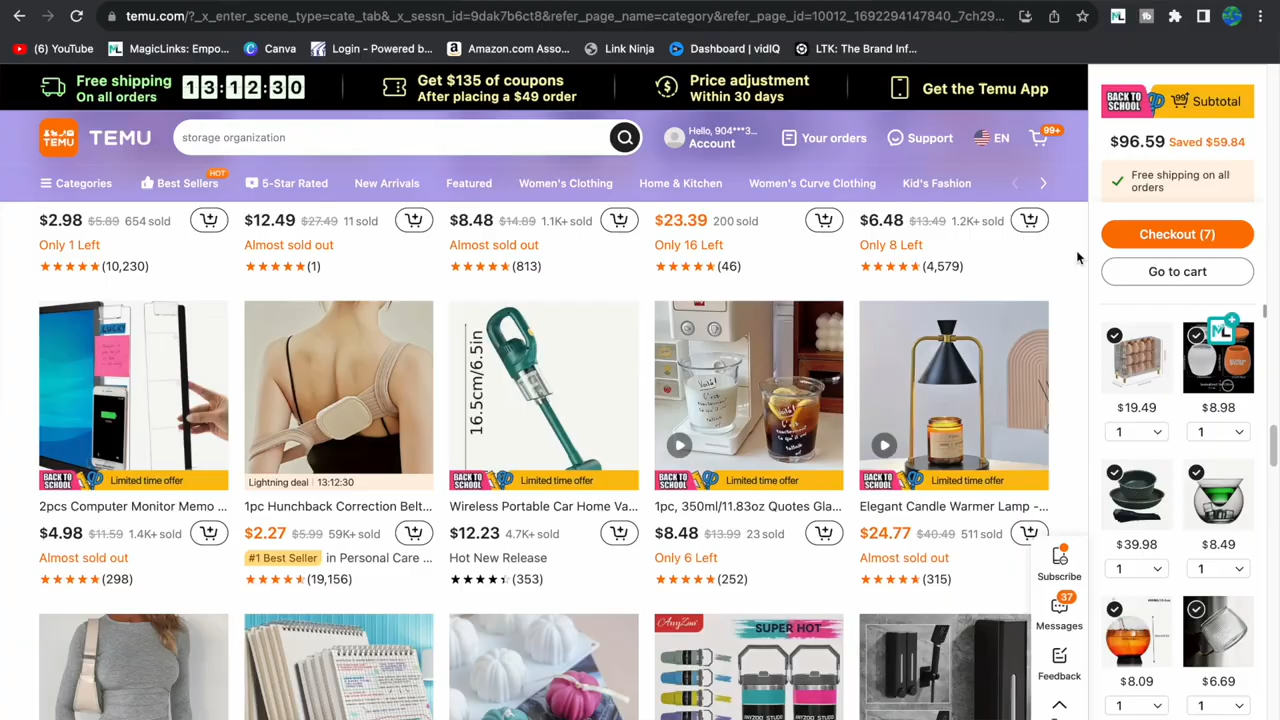 temu.com/?_x_enter_scene_type=cate_tab&_x_sessn_id=9dak7b6ct8&refer_page_name=category&refer_page_id=10012_1692294147840_7ch29...
(6) YouTube
MagicLinks: Empo...
Canva
Login - Powered b...
Amazon.com Asso...
Link Ninja
Dashboard | vidIQ
LTK: The Brand Inf...
Free shipping
On all orders
13:12:30
Get $135 of coupons
After placing a $49 order
Price adjustment
Within 30 days
Get the Temu App
TEMU
TEMU
storage organization
Hello, 904***3...
Account
Your orders
Support
EN
99+
Categories
Best Sellers
HOT
5-Star Rated
New Arrivals
Featured
Women's Clothing
Home & Kitchen
Women's Curve Clothing
Kid's Fashion
$2.98 $5.89 654 sold
Only 1 Left
(10,230)
$12.49 $27.49 11 sold
Almost sold out
(1)
$8.48 $14.89 1.1K+ sold
Almost sold out
(813)
$23.39 200 sold
Only 16 Left
(46)
$6.48 $13.49 1.2K+ sold
Only 8 Left
(4,579)
LUCKY
BACK TO SCHOOL
Limited time offer
2pcs Computer Monitor Memo ...
$4.98 $11.59 1.4K+ sold
Almost sold out
(298)
Lightning deal | 13:12:30
1pc Hunchback Correction Belt...
$2.27 $5.99 59K+ sold
#1 Best Seller in Personal Care ...
(19,156)
16.5cm/6.5in
BACK TO SCHOOL
Limited time offer
Wireless Portable Car Home Va...
$12.23 4.7K+ sold
Hot New Release
(353)
BACK TO SCHOOL
Limited time offer
1pc, 350ml/11.83oz Quotes Gla...
$8.48 $13.99 23 sold
Only 6 Left
(252)
BACK TO SCHOOL
Limited time offer
Elegant Candle Warmer Lamp -...
$24.77 $40.49 511 sold
Almost sold out
(315)
AnyZoo
SUPER HOT
Subscribe
37
Messages
Feedback
BACK TO SCHOOL
99+
Subtotal
$96.59 Saved $59.84
Free shipping on all
orders
Checkout (7)
Go to cart
$19.49
1
$8.98
1
$39.98
1
$8.49
1
$8.09
1
$6.69
1